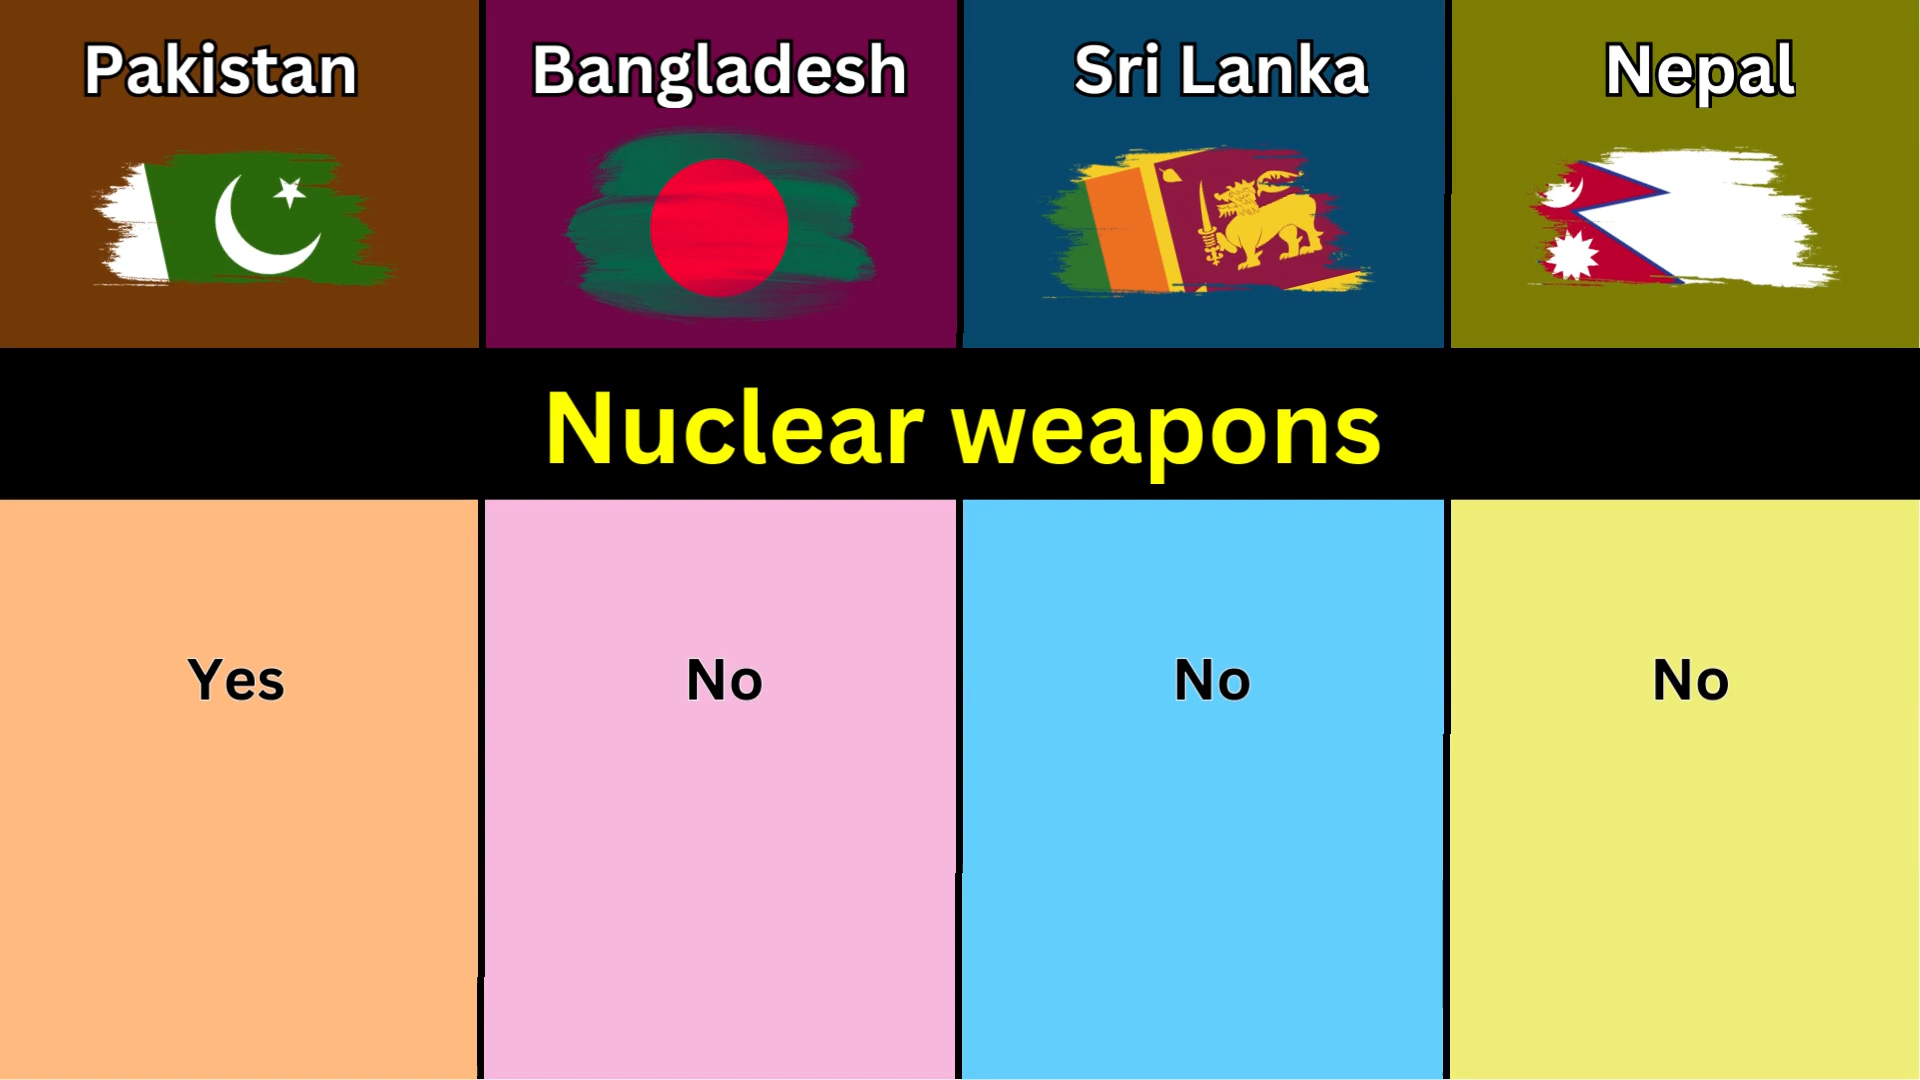 Pakistan
Bangladesh
Sri Lanka
Nepal
Nuclear weapons
Yes
No
No
No